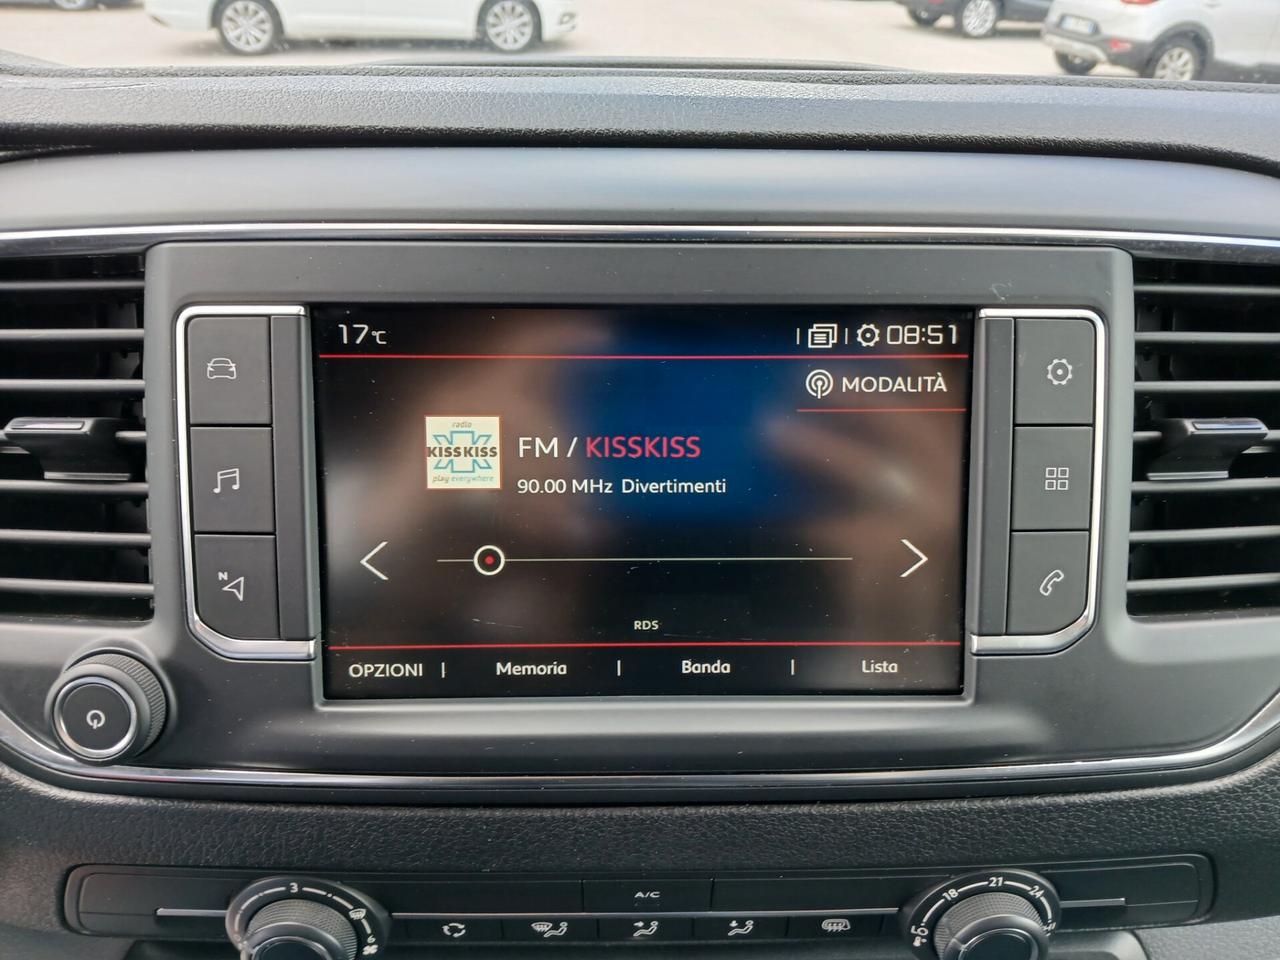 17°C
08:51
MODALITÀ
radio
KISSKISS
play everywhere
FM / KISSKISS
90.00 MHz Divertimenti
N
RDS
OPZIONI | Memoria | Banda | Lista
A/C
3
6
18 21 24